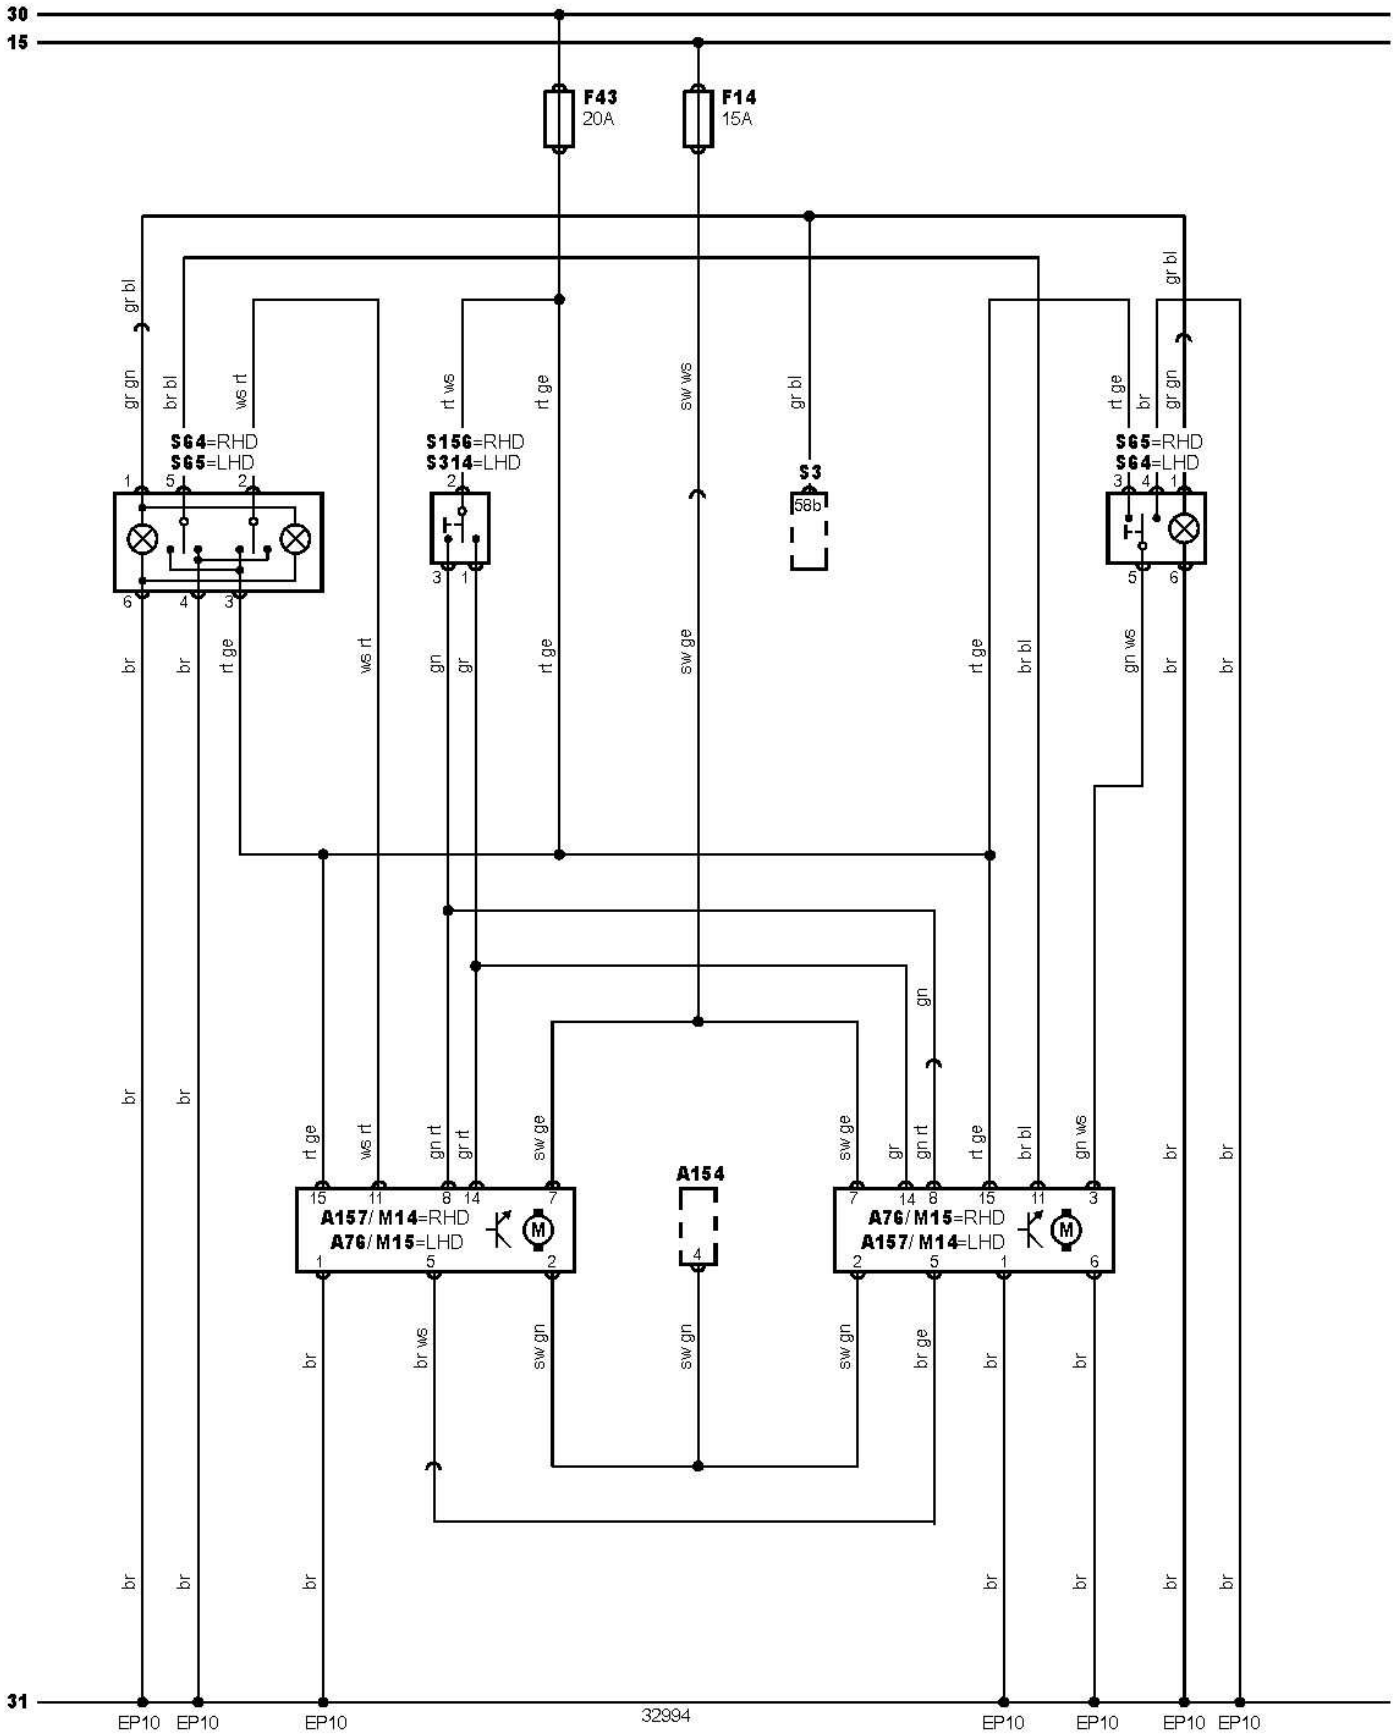 30
15
F43
20A
F14
15A
gr bl
gr bl
gr gn
br bl
ws rt
rt ws
rt ge
sw ws
gr bl
rt ge
br
gr gn
S64=RHD
S65=LHD
S156=RHD
S314=LHD
S3
S65=RHD
S64=LHD
1
5
2
2
58b
3
4
1
3
1
5
6
6
4
3
br
br
rt ge
ws rt
gn
gr
rt ge
sw ge
rt ge
br bl
gn ws
br
br
gn
br
br
rt ge
ws rt
gn rt
gr rt
sw ge
sw ge
gr
gn rt
rt ge
br bl
gn ws
br
br
A154
15
11
8
14
7
7
14
8
15
11
3
A157/M14=RHD
A76/M15=LHD
M
A76/M15=RHD
A157/M14=LHD
M
1
5
2
4
2
5
1
6
br
br ws
sw gn
sw gn
sw gn
br ge
br
br
br
br
br
br
br
br
br
31
EP10
EP10
EP10
32994
EP10
EP10
EP10
EP10